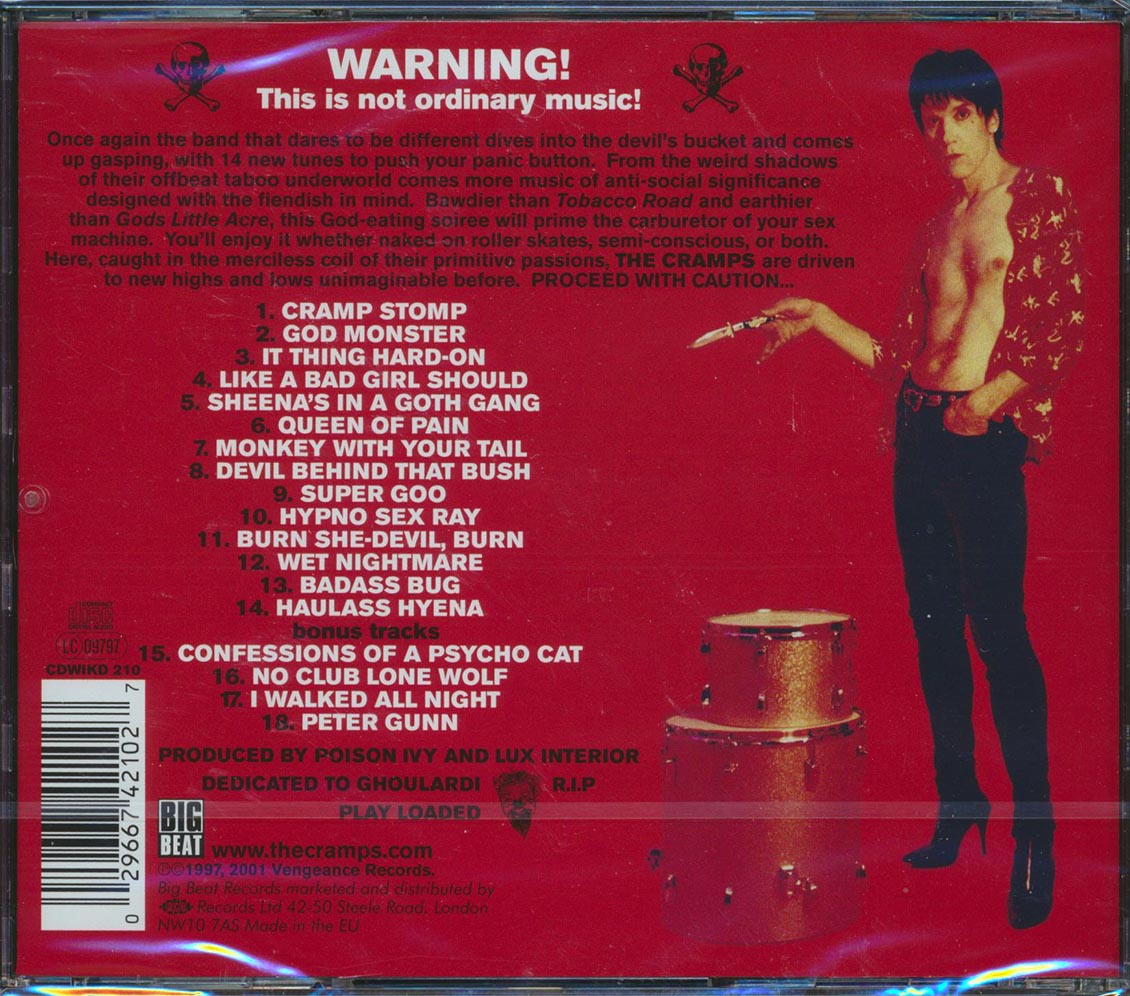 WARNING!
This is not ordinary music!
Once again the band that dares to be different dives into the devil's bucket and comes
up gasping, with 14 new tunes to push your panic button. From the weird shadows
of their offbeat taboo underworld comes more music of anti-social significance
designed with the fiendish in mind. Bawdier than Tobacco Road and earthier
than Gods Little Acre, this God-eating soiree will prime the carburetor of your sex
machine. You'll enjoy it whether naked on roller skates, semi-conscious, or both.
Here, caught in the merciless coil of their primitive passions, THE CRAMPS are driven
to new highs and lows unimaginable before. PROCEED WITH CAUTION...
1. CRAMP STOMP
2. GOD MONSTER
3. IT THING HARD-ON
4. LIKE A BAD GIRL SHOULD
5. SHEENA'S IN A GOTH GANG
6. QUEEN OF PAIN
7. MONKEY WITH YOUR TAIL
8. DEVIL BEHIND THAT BUSH
9. SUPER GOO
10. HYPNO SEX RAY
11. BURN SHE-DEVIL, BURN
12. WET NIGHTMARE
13. BADASS BUG
14. HAULASS HYENA
bonus tracks
15. CONFESSIONS OF A PSYCHO CAT
16. NO CLUB LONE WOLF
17. I WALKED ALL NIGHT
18. PETER GUNN
COMPACT
disc
DIGITAL AUDIO
LC 09797
CDWIKD 210
0 29667 42102 7
PRODUCED BY POISON IVY AND LUX INTERIOR
DEDICATED TO GHOULARDI R.I.P
PLAY LOADED
BIG
BEAT
www.thecramps.com
℗©1997, 2001 Vengeance Records.
Big Beat Records marketed and distributed by
ACE Records Ltd 42-50 Steele Road, London
NW10 7AS Made in the EU